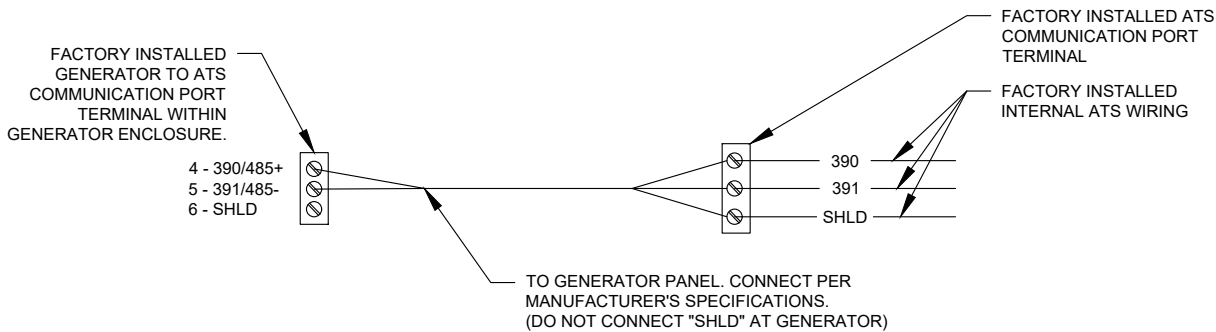 FACTORY INSTALLED
GENERATOR TO ATS
COMMUNICATION PORT
TERMINAL WITHIN
GENERATOR ENCLOSURE.
4 - 390/485+
5 - 391/485-
6 - SHLD
TO GENERATOR PANEL. CONNECT PER
MANUFACTURER'S SPECIFICATIONS.
(DO NOT CONNECT "SHLD" AT GENERATOR)
FACTORY INSTALLED ATS
COMMUNICATION PORT
TERMINAL
FACTORY INSTALLED
INTERNAL ATS WIRING
390
391
SHLD